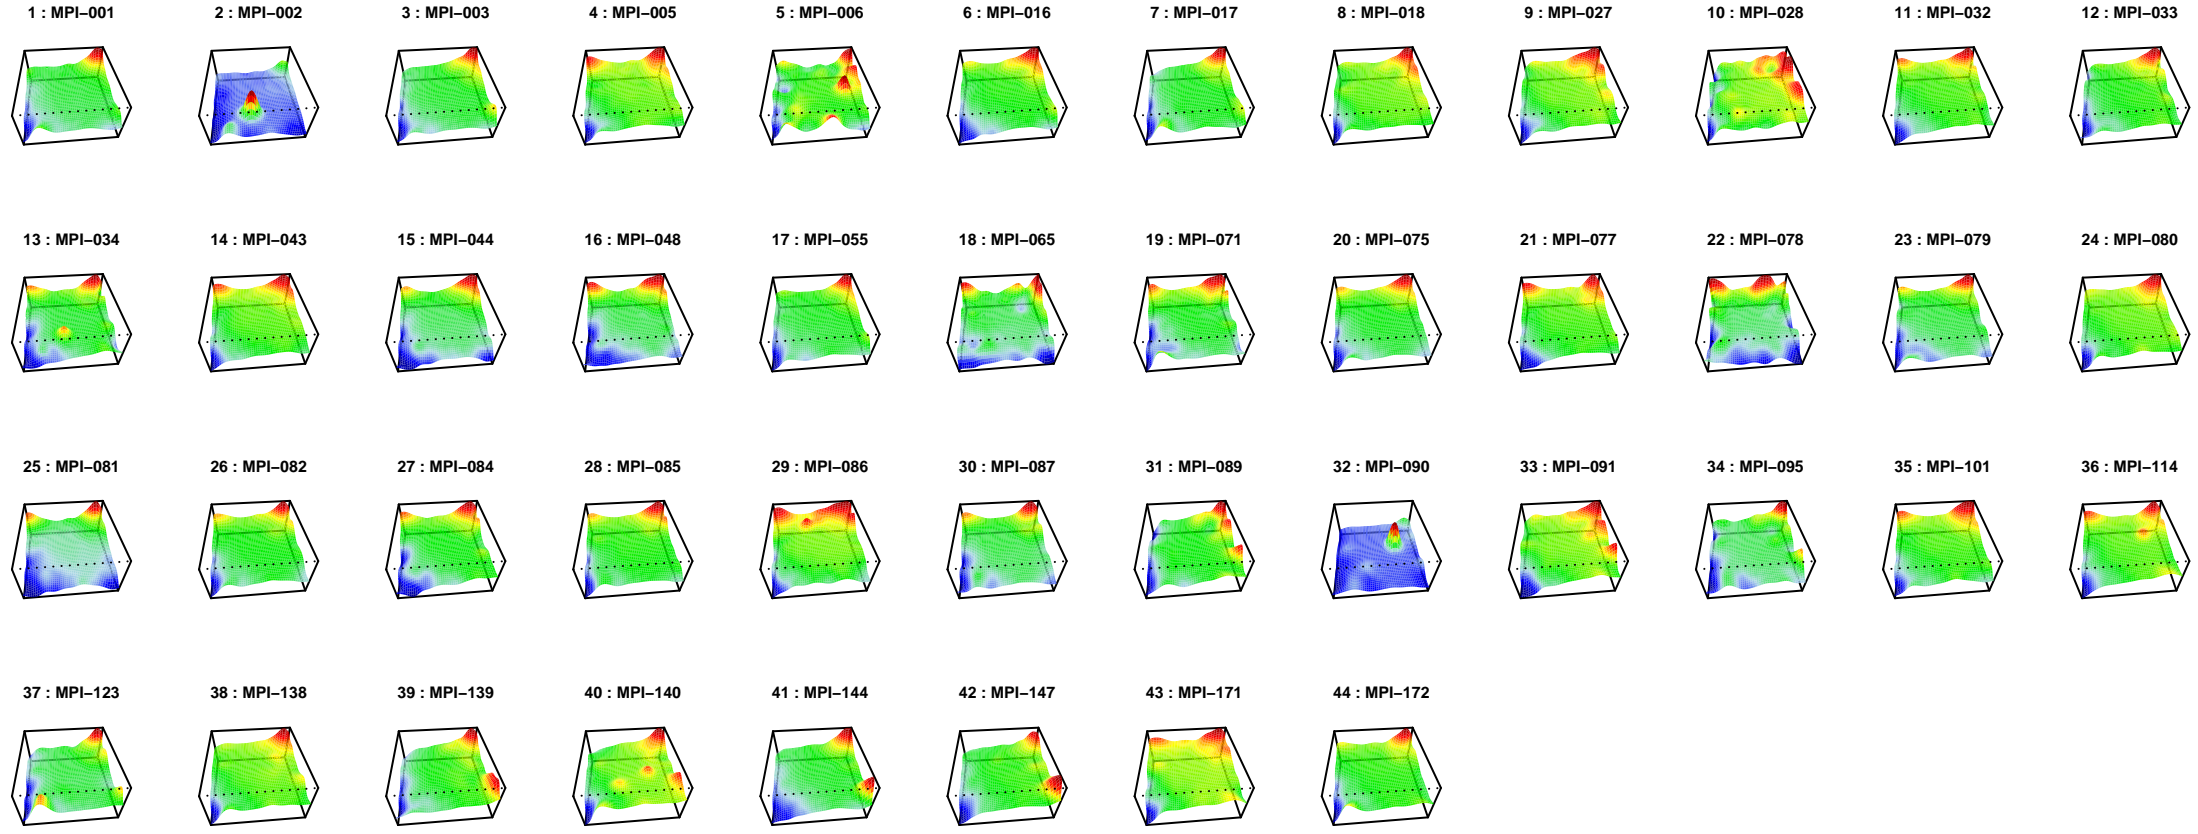 1 : MPI−001 2 : MPI−002 3 : MPI−003 4 : MPI−005 5 : MPI−006 6 : MPI−016 7 : MPI−017 8 : MPI−018 9 : MPI−027 10 : MPI−028 11 : MPI−032 12 : MPI−033
13 : MPI−034 14 : MPI−043 15 : MPI−044 16 : MPI−048 17 : MPI−055 18 : MPI−065 19 : MPI−071 20 : MPI−075 21 : MPI−077 22 : MPI−078 23 : MPI−079 24 : MPI−080
25 : MPI−081 26 : MPI−082 27 : MPI−084 28 : MPI−085 29 : MPI−086 30 : MPI−087 31 : MPI−089 32 : MPI−090 33 : MPI−091 34 : MPI−095 35 : MPI−101 36 : MPI−114
37 : MPI−123 38 : MPI−138 39 : MPI−139 40 : MPI−140 41 : MPI−144 42 : MPI−147 43 : MPI−171 44 : MPI−172